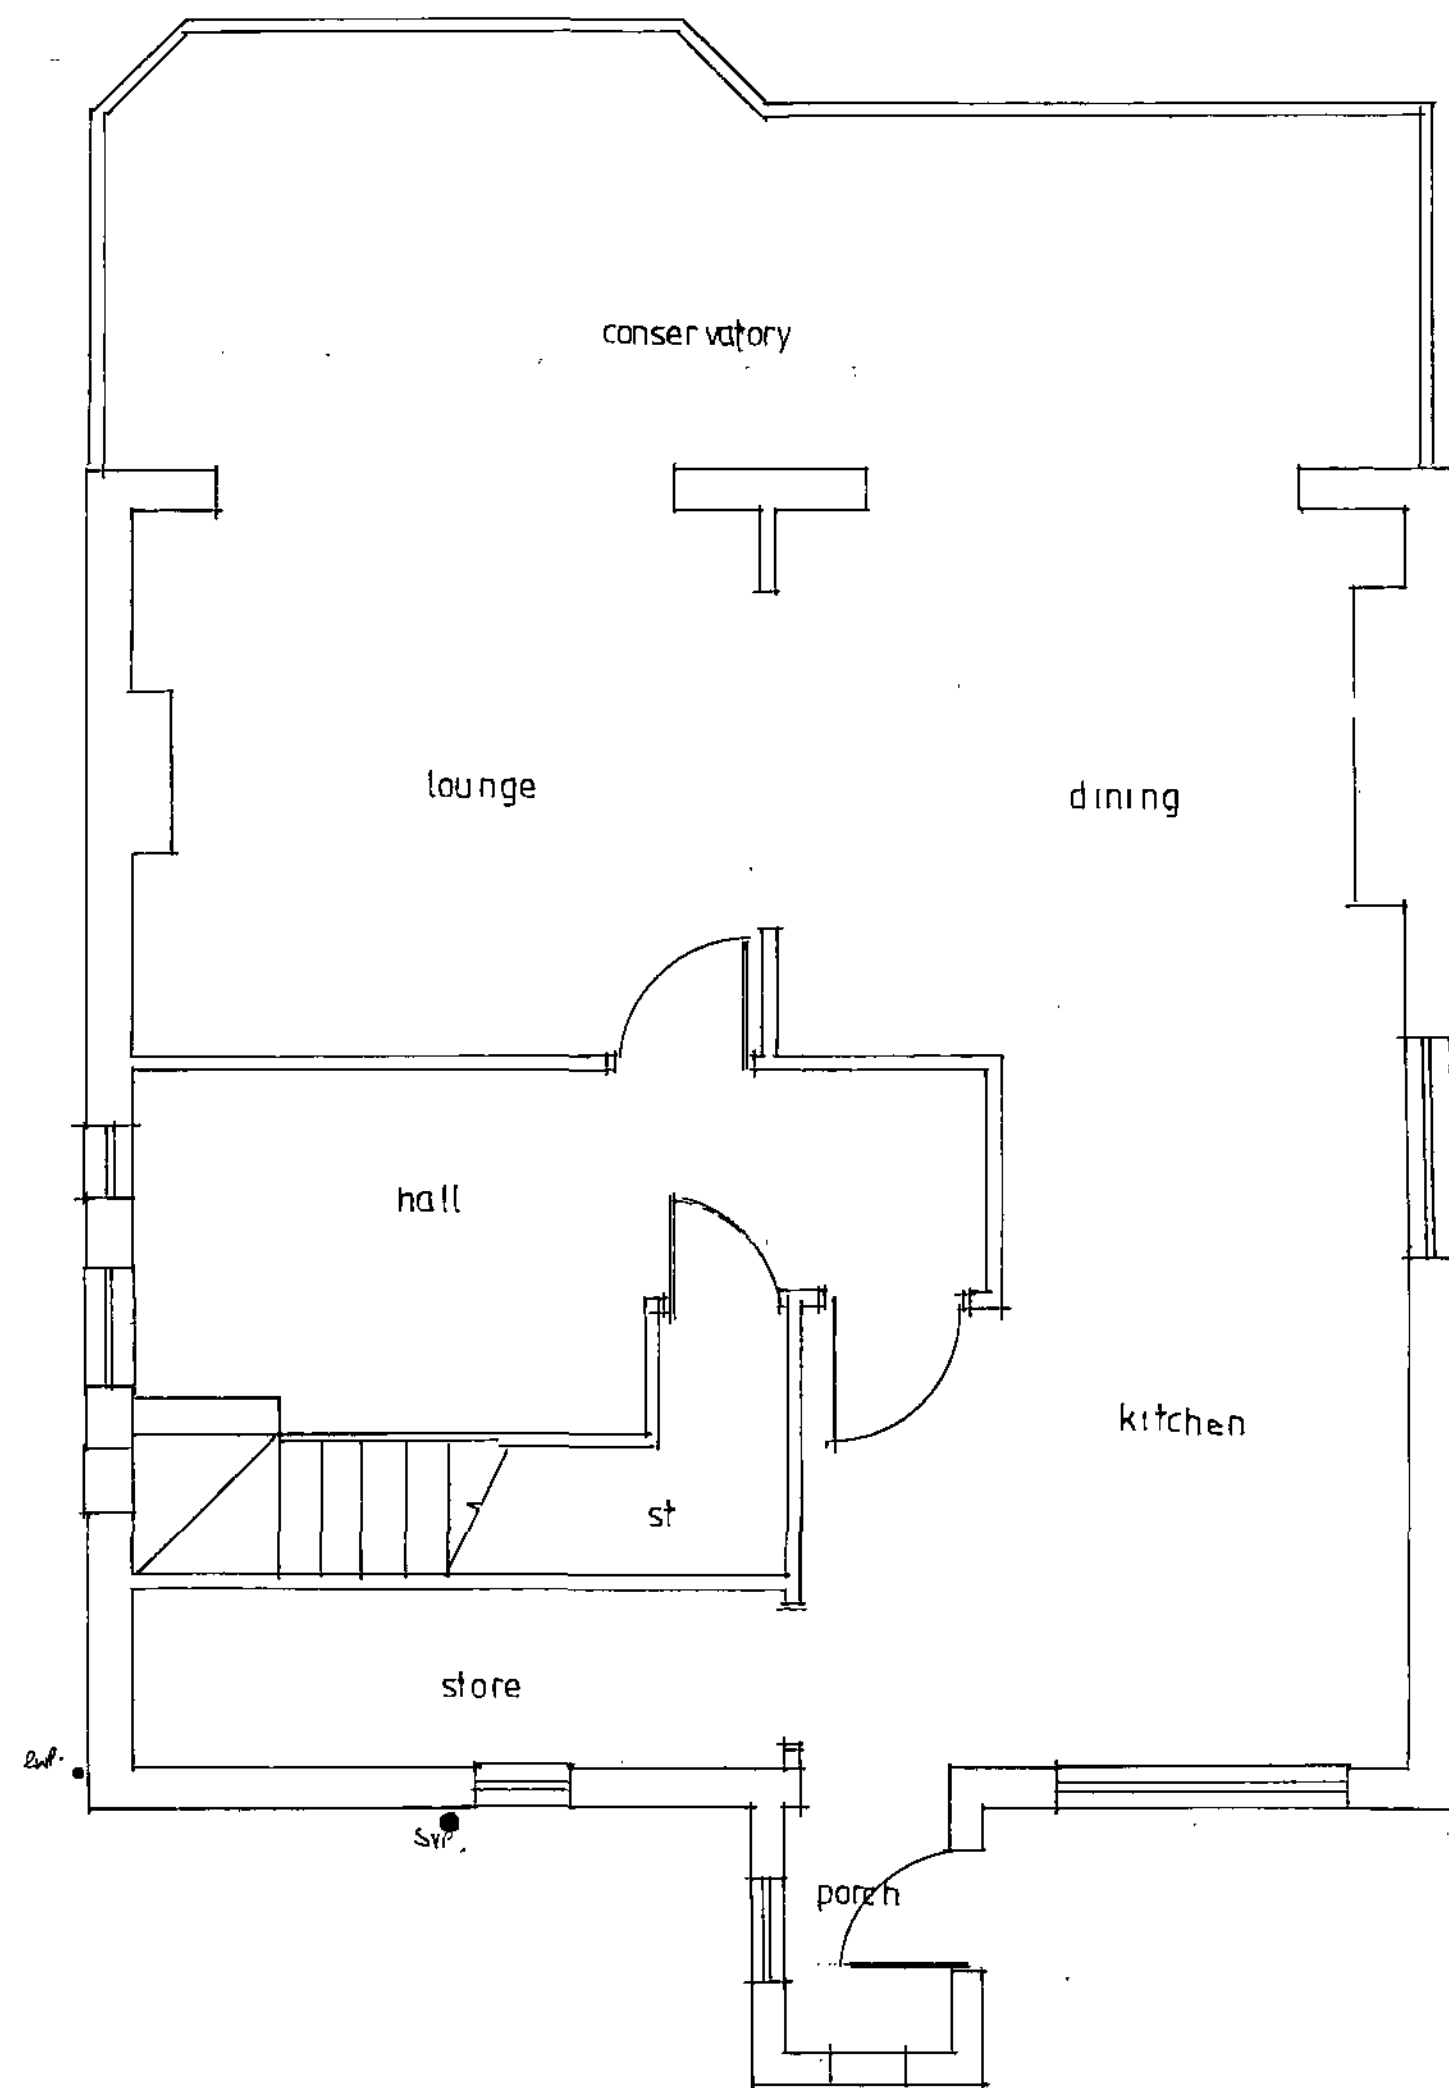 conservatory
lounge
dining
hall
kitchen
st
store
svp.
porch